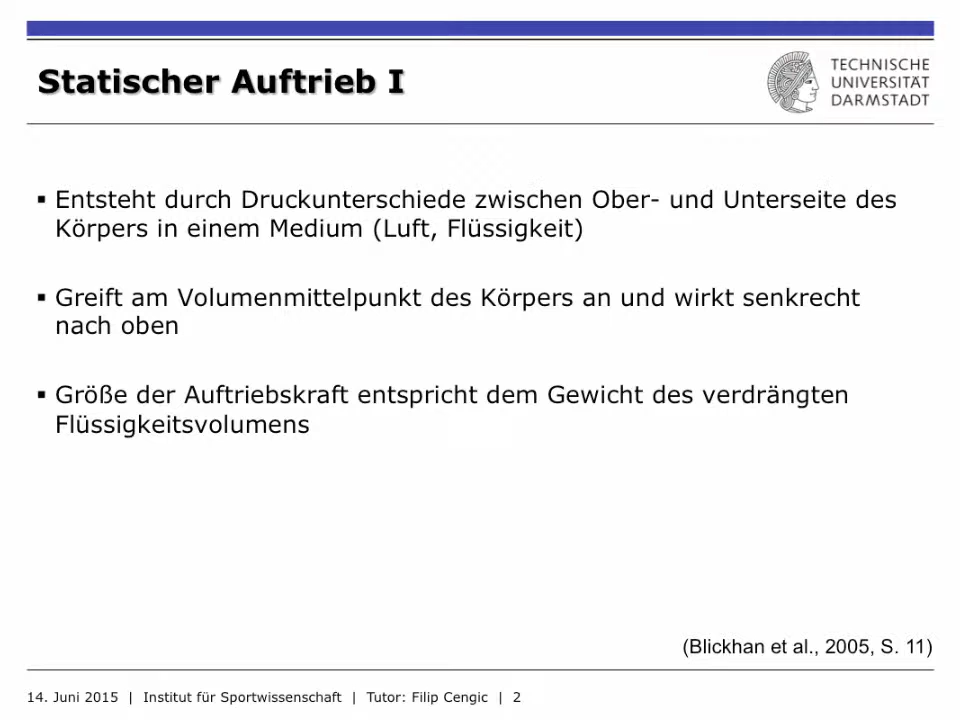 Statischer Auftrieb I
TECHNISCHE
UNIVERSITÄT
DARMSTADT
▪ Entsteht durch Druckunterschiede zwischen Ober- und Unterseite des
Körpers in einem Medium (Luft, Flüssigkeit)
▪ Greift am Volumenmittelpunkt des Körpers an und wirkt senkrecht
nach oben
▪ Größe der Auftriebskraft entspricht dem Gewicht des verdrängten
Flüssigkeitsvolumens
(Blickhan et al., 2005, S. 11)
14. Juni 2015 | Institut für Sportwissenschaft | Tutor: Filip Cengic | 2